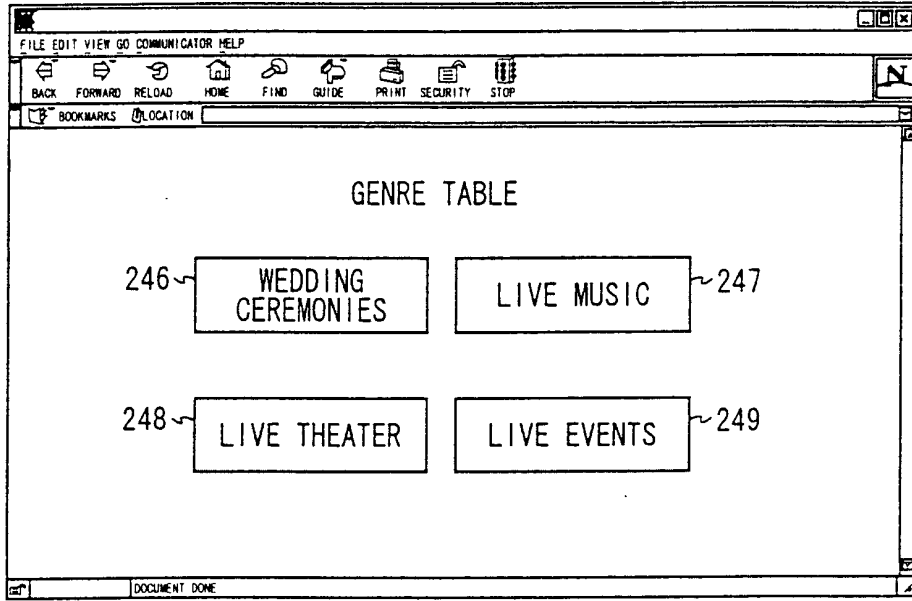 FILE EDIT VIEW GO COMMUNICATOR HELP
BACK FORWARD RELOAD HOME FIND GUIDE PRINT SECURITY STOP
N
BOOKMARKS LOCATION
GENRE TABLE
246 WEDDING CEREMONIES LIVE MUSIC 247
248 LIVE THEATER LIVE EVENTS 249
DOCUMENT DONE